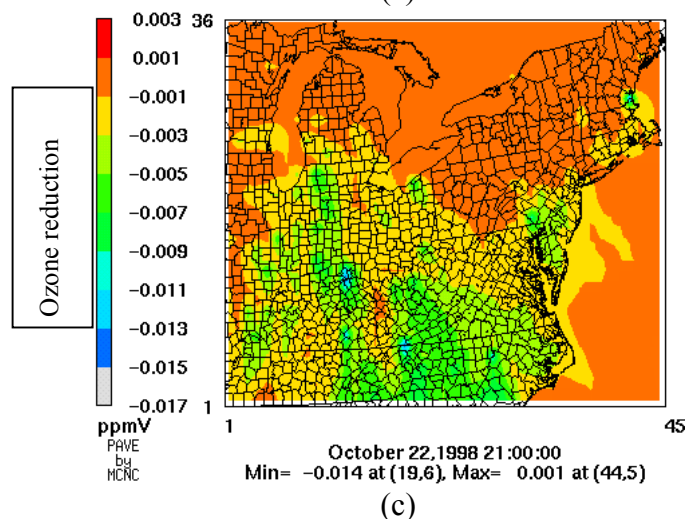 0.003
0.001
-0.001
-0.003
-0.005
-0.007
-0.009
-0.011
-0.013
-0.015
-0.017
ppmV
PAVE
by
MCNC
Ozone reduction
36
1
1
45
October 22,1998 21:00:00
Min= -0.014 at (19,6), Max= 0.001 at (44,5)
(c)